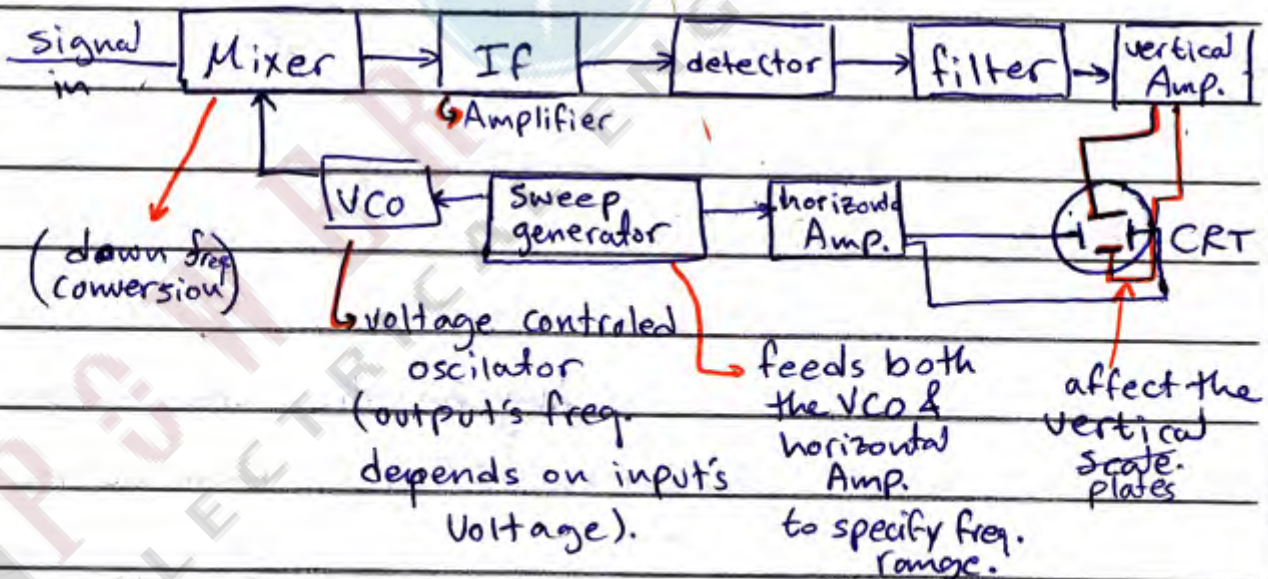 signal
in
Mixer
If
detector
filter
vertical
Amp.
Amplifier
VCO
Sweep
generator
horizontal
Amp.
CRT
(down freq
conversion)
voltage controled
oscilator
(output's freq.
depends on input's
Voltage).
feeds both
the VCO &
horizontal
Amp.
to specify freq.
range.
affect the
vertical
scate.
plates